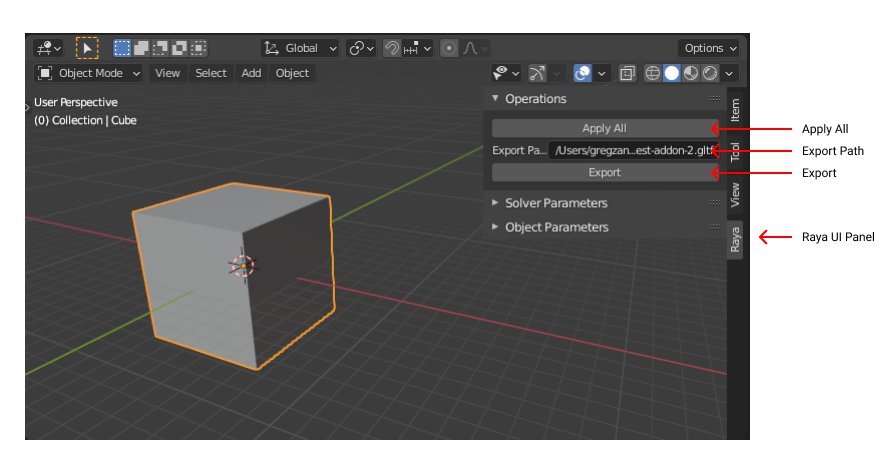 Global
Options
Object Mode View Select Add Object
User Perspective
(0) Collection | Cube
Operations
Apply All
Export Pa... /Users/gregzan...est-addon-2.gltf
Export
Solver Parameters
Object Parameters
Item
Tool
View
Raya
Apply All
Export Path
Export
Raya UI Panel